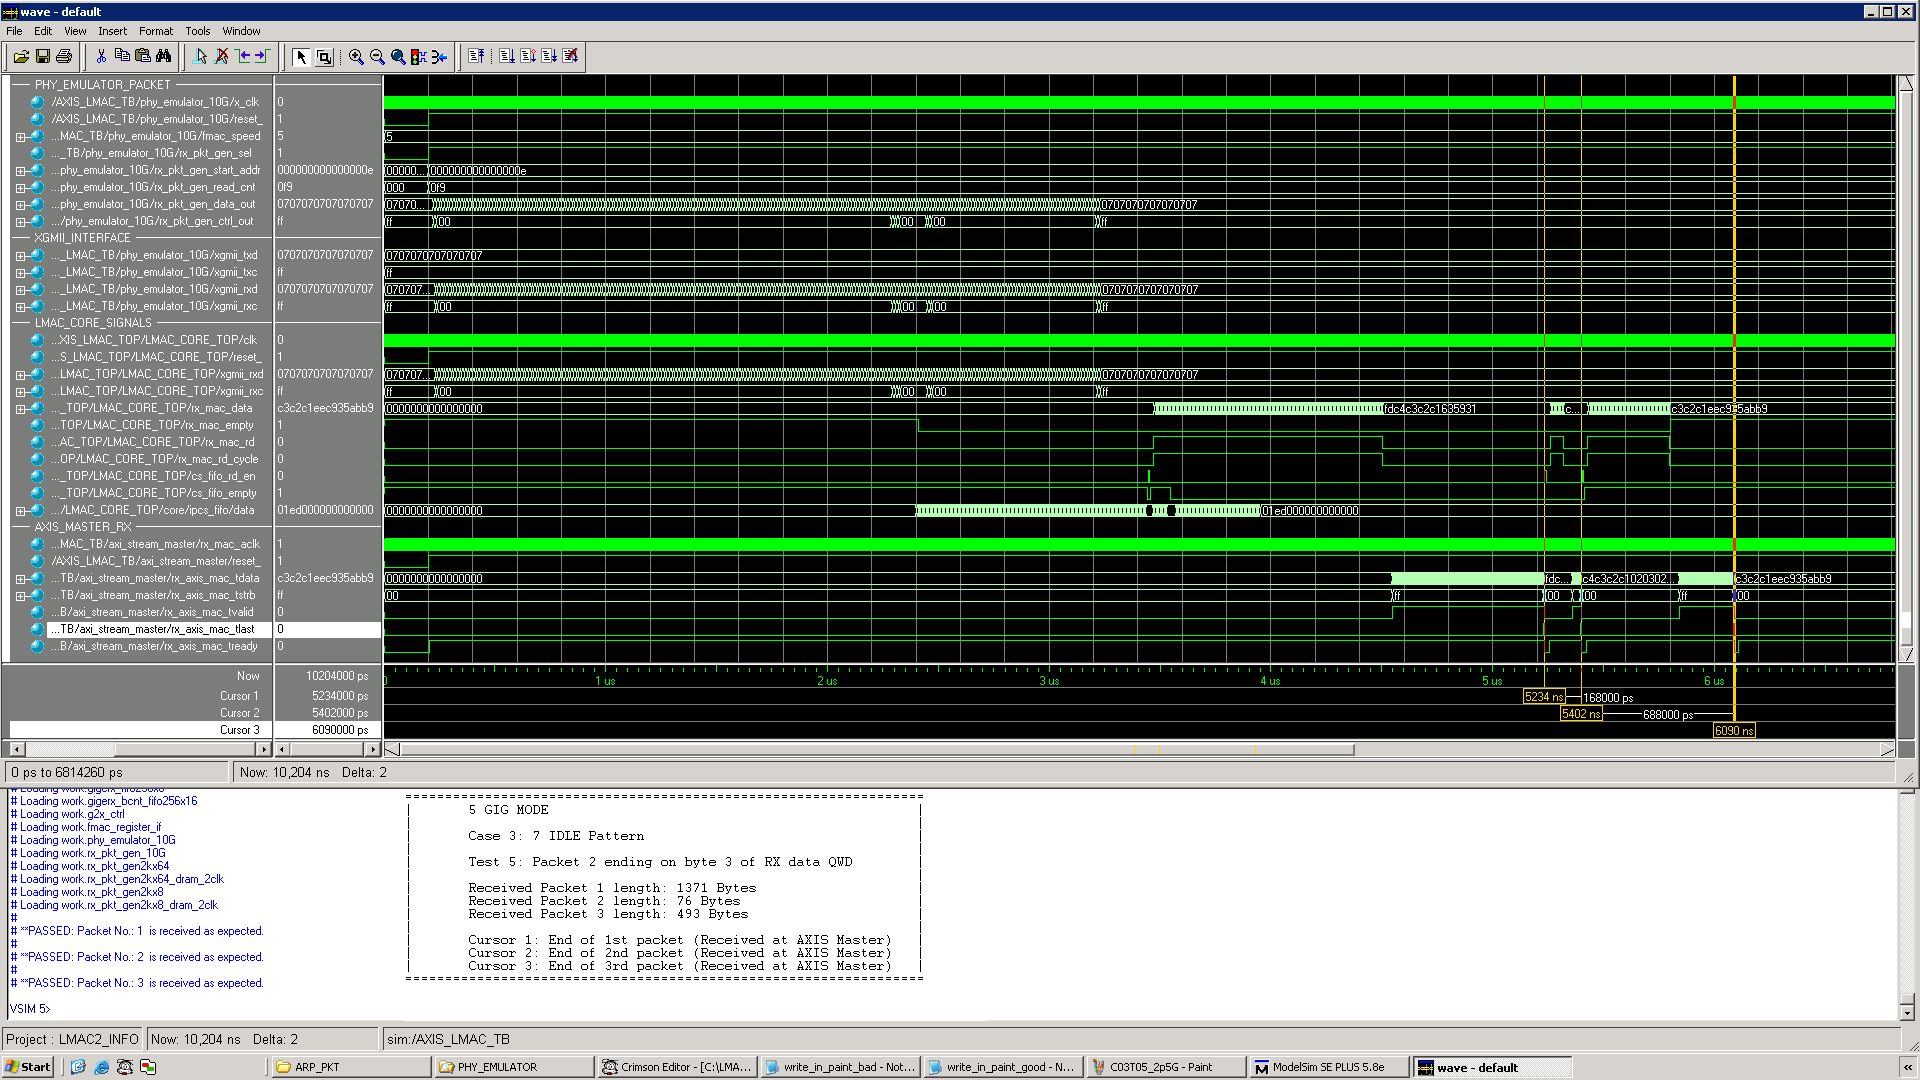 wave - default
File Edit View Insert Format Tools Window
PHY_EMULATOR_PACKET
/AXIS_LMAC_TB/phy_emulator_10G/x_clk 0
/AXIS_LMAC_TB/phy_emulator_10G/reset_ 1
...MAC_TB/phy_emulator_10G/fmac_speed 5 5
..._TB/phy_emulator_10G/rx_pkt_gen_sel 1
...phy_emulator_10G/rx_pkt_gen_start_addr 000000000000000e 00000... 000000000000000e
...phy_emulator_10G/rx_pkt_gen_read_cnt 0f9 000 0f9
...phy_emulator_10G/rx_pkt_gen_data_out 0707070707070707 07070... 0707070707070707
.../phy_emulator_10G/rx_pkt_gen_ctrl_out ff ff 00 00 00 ff
XGMII_INTERFACE
..._LMAC_TB/phy_emulator_10G/xgmii_txd 0707070707070707 0707070707070707
..._LMAC_TB/phy_emulator_10G/xgmii_txc ff ff
..._LMAC_TB/phy_emulator_10G/xgmii_rxd 0707070707070707 070707... 0707070707070707
..._LMAC_TB/phy_emulator_10G/xgmii_rxc ff ff 00 00 00 ff
LMAC_CORE_SIGNALS
...XIS_LMAC_TOP/LMAC_CORE_TOP/clk 0
...S_LMAC_TOP/LMAC_CORE_TOP/reset_ 1
...LMAC_TOP/LMAC_CORE_TOP/xgmii_rxd 0707070707070707 070707... 0707070707070707
...LMAC_TOP/LMAC_CORE_TOP/xgmii_rxc ff ff 00 00 00 ff
..._TOP/LMAC_CORE_TOP/rx_mac_data c3c2c1eec935abb9 0000000000000000 fdc4c3c2c1635931 c... c3c2c1eec935abb9
...TOP/LMAC_CORE_TOP/rx_mac_empty 1
...AC_TOP/LMAC_CORE_TOP/rx_mac_rd 0
...OP/LMAC_CORE_TOP/rx_mac_rd_cycle 0
..._TOP/LMAC_CORE_TOP/cs_fifo_rd_en 0
..._TOP/LMAC_CORE_TOP/cs_fifo_empty 1
.../LMAC_CORE_TOP/core/ipcs_fifo/data 01ed000000000000 0000000000000000 01ed000000000000
AXIS_MASTER_RX
...MAC_TB/axi_stream_master/rx_mac_aclk 1
/AXIS_LMAC_TB/axi_stream_master/reset_ 1
...TB/axi_stream_master/rx_axis_mac_tdata c3c2c1eec935abb9 0000000000000000 fdc... c4c3c2c1020302... c3c2c1eec935abb9
...TB/axi_stream_master/rx_axis_mac_tstrb ff 00 ff 00 00 ff 00
...B/axi_stream_master/rx_axis_mac_tvalid 0
...TB/axi_stream_master/rx_axis_mac_tlast 0
...B/axi_stream_master/rx_axis_mac_tready 0
Now 10204000 ps 1 us 2 us 3 us 4 us 5 us 6 us
Cursor 1 5234000 ps 5234 ns 168000 ps
Cursor 2 5402000 ps 5402 ns 688000 ps
Cursor 3 6090000 ps 6090 ns
0 ps to 6814260 ps Now: 10,204 ns Delta: 2
# Loading work.gigerx_bcnt_fifo256x16
# Loading work.g2x_ctrl
# Loading work.fmac_register_if
# Loading work.phy_emulator_10G
# Loading work.rx_pkt_gen_10G
# Loading work.rx_pkt_gen2kx64
# Loading work.rx_pkt_gen2kx64_dram_2clk
# Loading work.rx_pkt_gen2kx8
# Loading work.rx_pkt_gen2kx8_dram_2clk
#
# **PASSED: Packet No.: 1 is received as expected.
#
# **PASSED: Packet No.: 2 is received as expected.
#
# **PASSED: Packet No.: 3 is received as expected.
VSIM 5>
5 GIG MODE
Case 3: 7 IDLE Pattern
Test 5: Packet 2 ending on byte 3 of RX data QWD
Received Packet 1 length: 1371 Bytes
Received Packet 2 length: 76 Bytes
Received Packet 3 length: 493 Bytes
Cursor 1: End of 1st packet (Received at AXIS Master)
Cursor 2: End of 2nd packet (Received at AXIS Master)
Cursor 3: End of 3rd packet (Received at AXIS Master)
Project : LMAC2_INFO Now: 10,204 ns Delta: 2 sim:/AXIS_LMAC_TB
Start ARP_PKT PHY_EMULATOR Crimson Editor - [C:\LMA... write_in_paint_bad - Not... write_in_paint_good - N... C03T05_2p5G - Paint ModelSim SE PLUS 5.8e wave - default